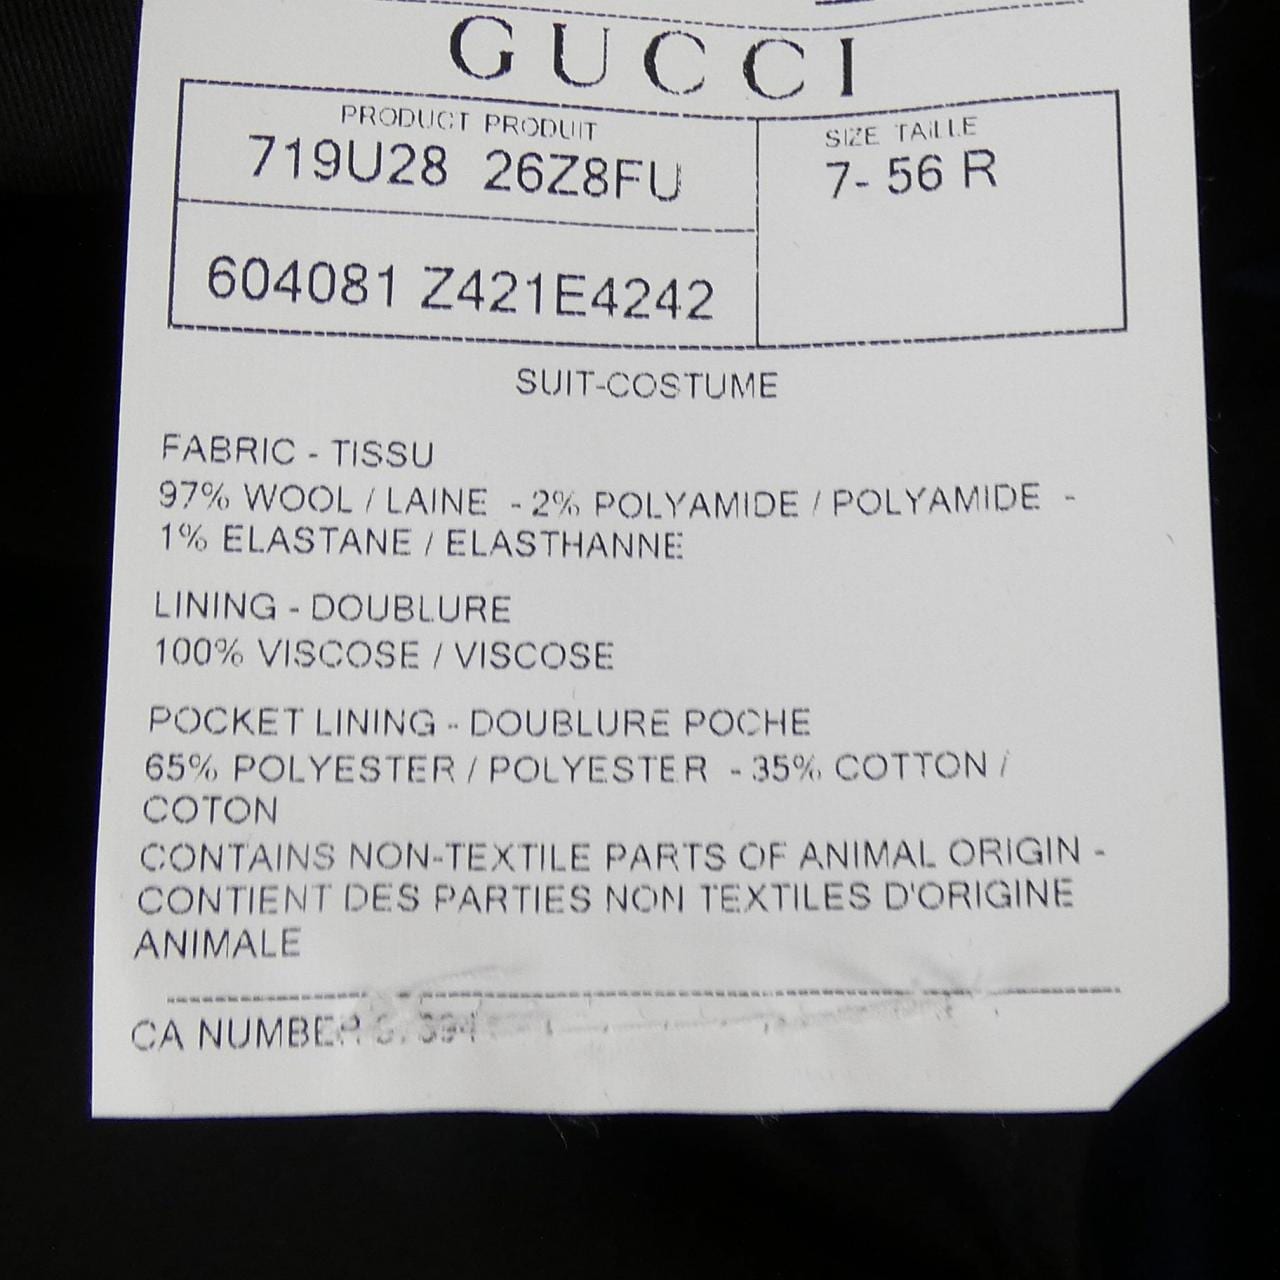 GUCCI
PRODUCT PRODUIT
719U28 26Z8FU
604081 Z421E4242
SIZE TAILLE
7- 56 R
SUIT-COSTUME
FABRIC - TISSU
97% WOOL / LAINE - 2% POLYAMIDE / POLYAMIDE -
1% ELASTANE / ELASTHANNE
LINING - DOUBLURE
100% VISCOSE / VISCOSE
POCKET LINING - DOUBLURE POCHE
65% POLYESTER / POLYESTER - 35% COTTON /
COTON
CONTAINS NON-TEXTILE PARTS OF ANIMAL ORIGIN -
CONTIENT DES PARTIES NON TEXTILES D'ORIGINE
ANIMALE
CA NUMBER